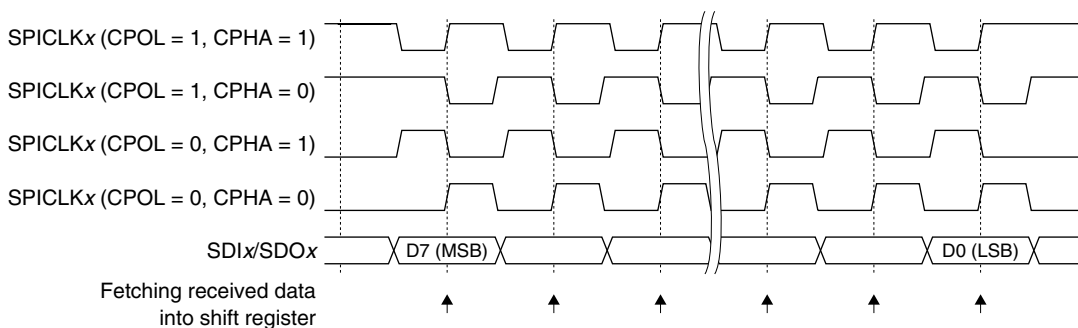 SPICLKx (CPOL = 1, CPHA = 1)
SPICLKx (CPOL = 1, CPHA = 0)
SPICLKx (CPOL = 0, CPHA = 1)
SPICLKx (CPOL = 0, CPHA = 0)
SDIx/SDOx
D7 (MSB)
D0 (LSB)
Fetching received data
into shift register